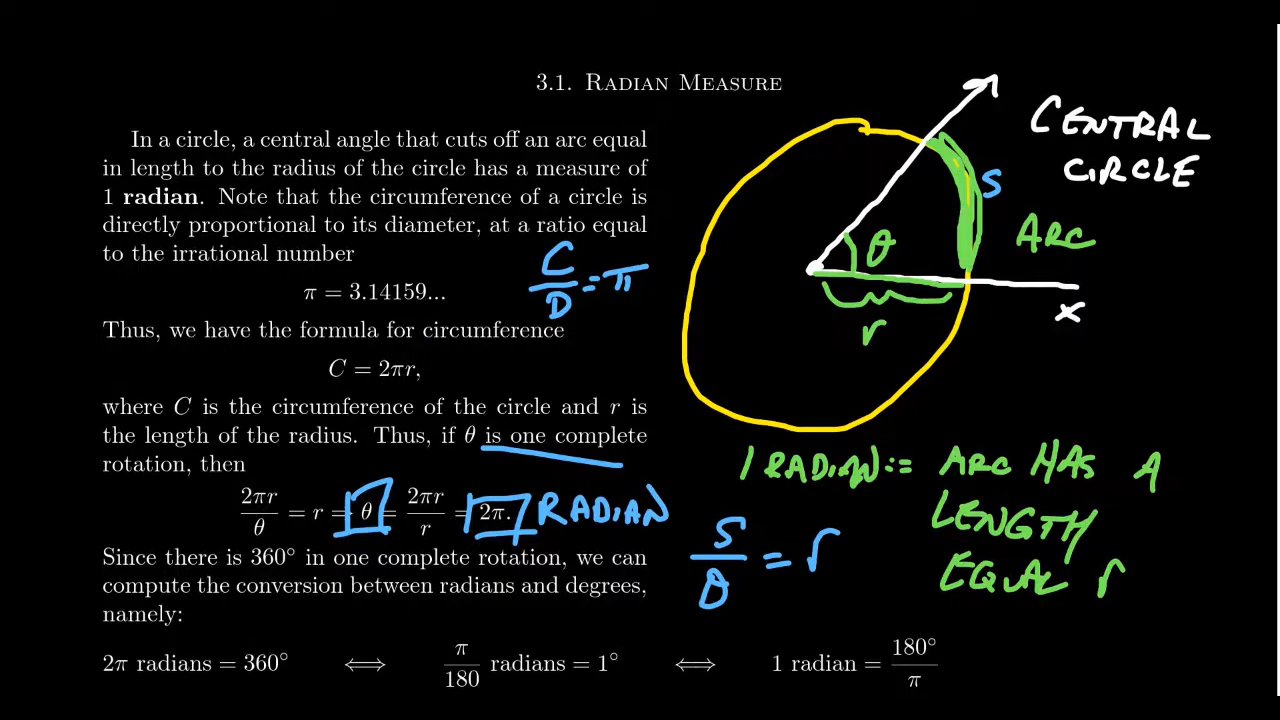 3.1. Radian Measure
In a circle, a central angle that cuts off an arc equal
in length to the radius of the circle has a measure of
1 radian. Note that the circumference of a circle is
directly proportional to its diameter, at a ratio equal
to the irrational number
C/D = π
π = 3.14159...
Thus, we have the formula for circumference
C = 2πr,
where C is the circumference of the circle and r is
the length of the radius. Thus, if θ is one complete
rotation, then
2πr/θ = r = θ = 2πr/r = 2π. RADIAN
Since there is 360° in one complete rotation, we can
compute the conversion between radians and degrees,
namely:
2π radians = 360° ⟺ π/180 radians = 1° ⟺ 1 radian = 180°/π
CENTRAL
CIRCLE
S
ARC
θ
r
x
1 RADIAN := ARC HAS A
LENGTH
EQUAL r
S/θ = r